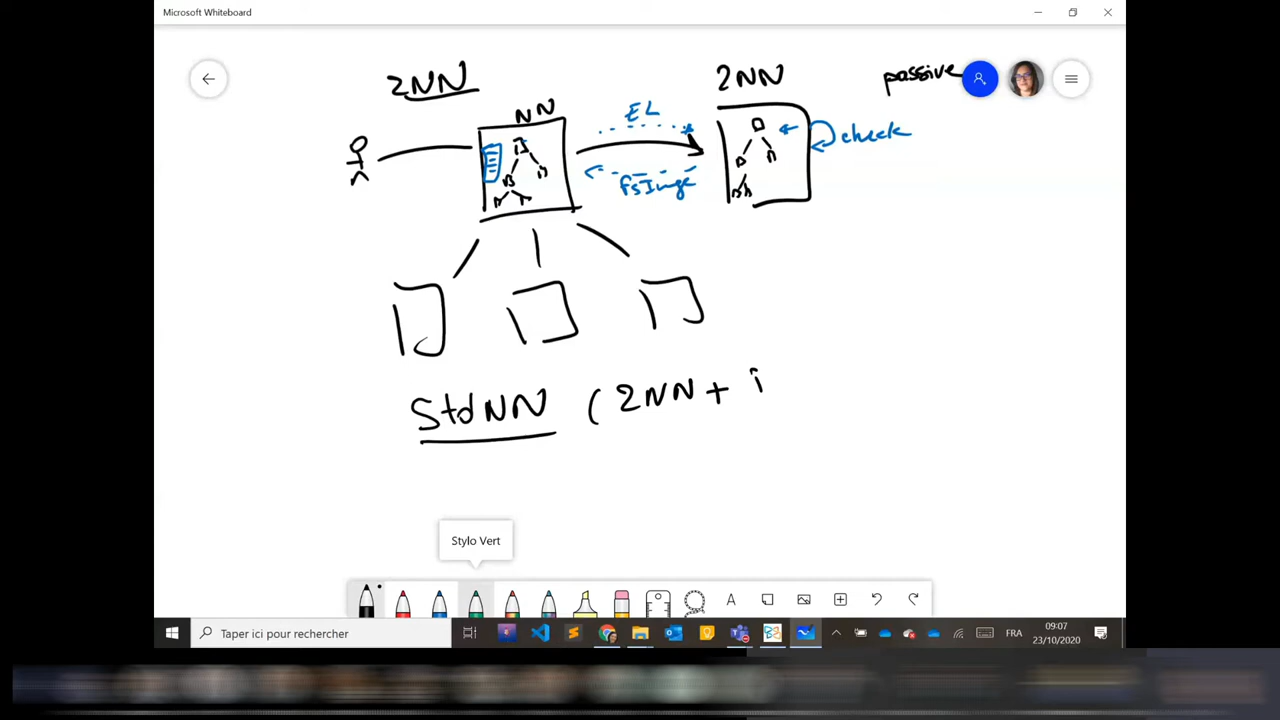 Microsoft Whiteboard
2NN
2NN
passive
NN
EL
check
fsImge
StdNN (2NN + i
Stylo Vert
A
Taper ici pour rechercher
FRA
09:07
23/10/2020